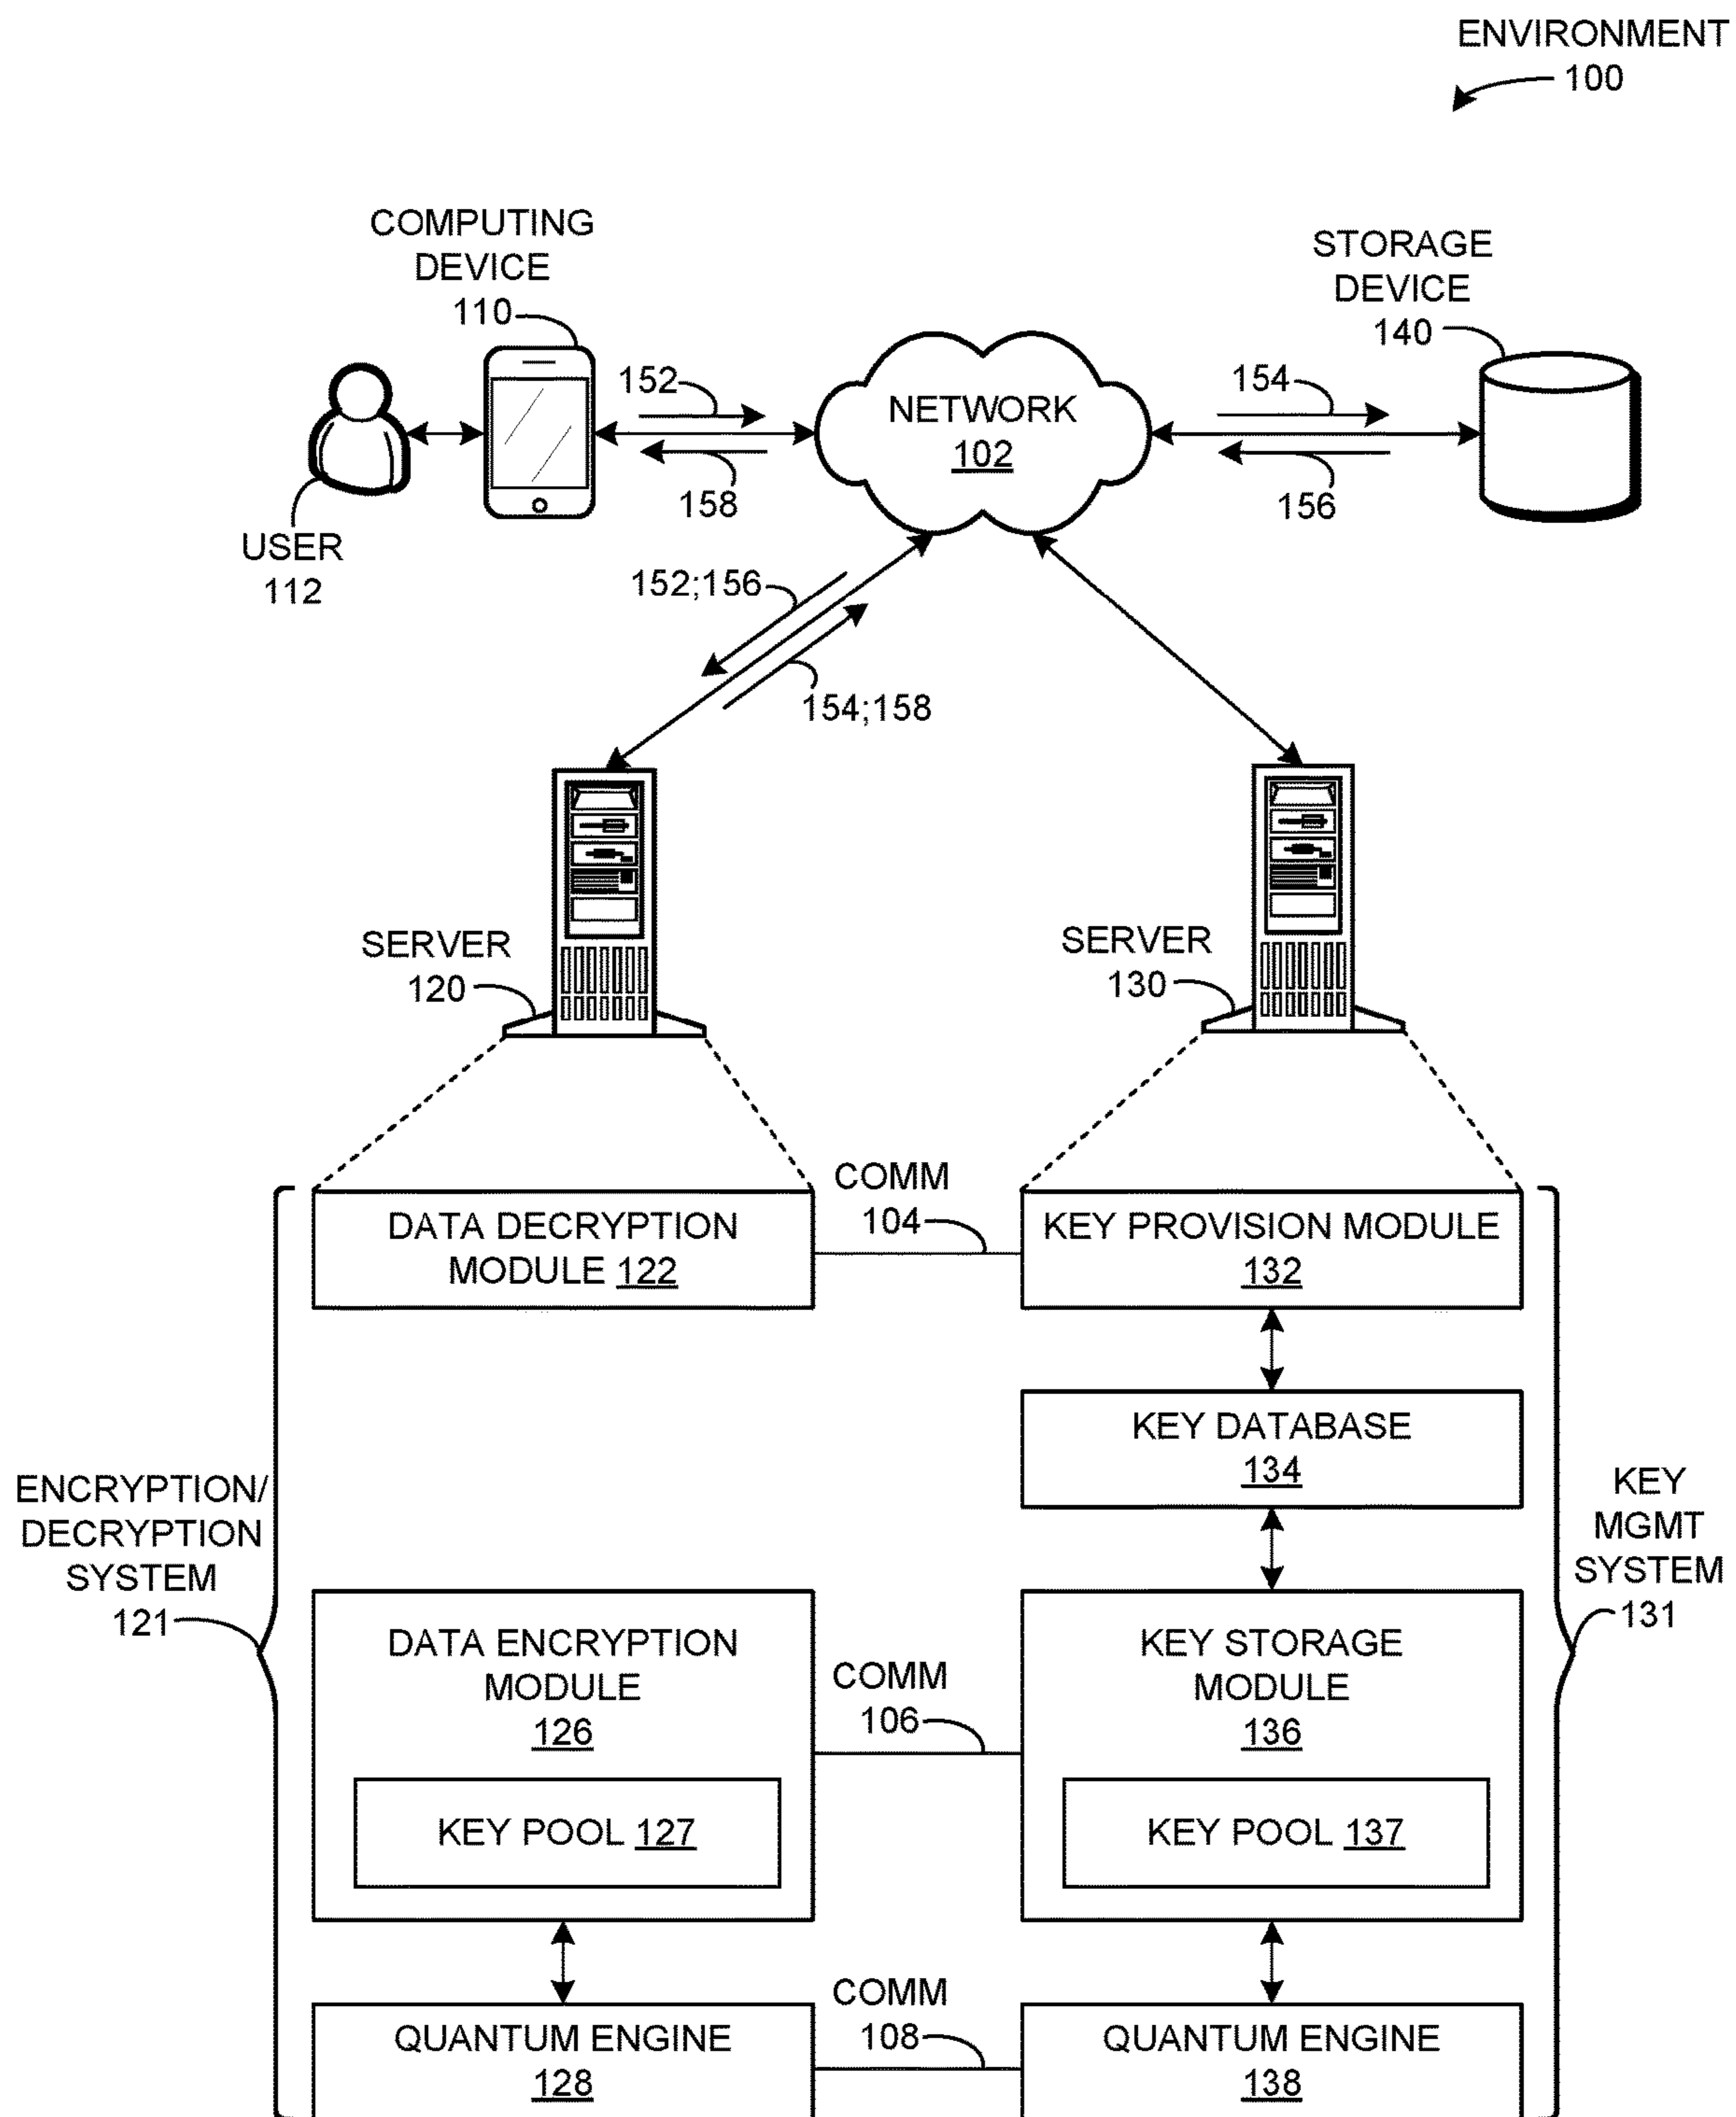 ENVIRONMENT
100
COMPUTING
DEVICE
110
STORAGE
DEVICE
140
152
158
NETWORK
102
154
156
USER
112
152;156
154;158
SERVER
120
SERVER
130
COMM
104
DATA DECRYPTION
MODULE 122
KEY PROVISION MODULE
132
KEY DATABASE
134
ENCRYPTION/
DECRYPTION
SYSTEM
121
KEY
MGMT
SYSTEM
131
DATA ENCRYPTION
MODULE
126
KEY POOL 127
COMM
106
KEY STORAGE
MODULE
136
KEY POOL 137
QUANTUM ENGINE
128
COMM
108
QUANTUM ENGINE
138